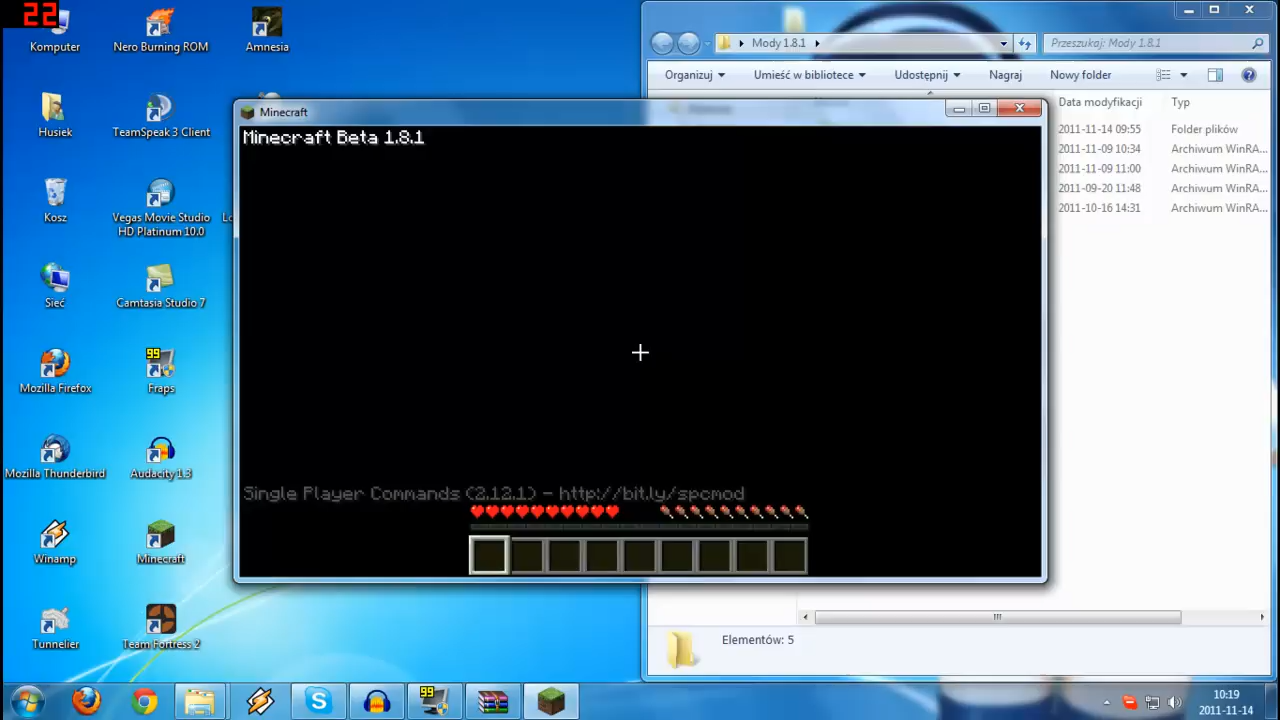 22
Komputer
Nero Burning ROM
Amnesia
Husiek
TeamSpeak 3 Client
Kosz
Vegas Movie Studio
HD Platinum 10.0
Lo
Sieć
Camtasia Studio 7
99
Mozilla Firefox
Fraps
Mozilla Thunderbird
Audacity 1.3
Winamp
Minecraft
Tunnelier
Team Fortress 2
Mody 1.8.1
Przeszukaj: Mody 1.8.1
Organizuj
Umieść w bibliotece
Udostępnij
Nagraj
Nowy folder
Data modyfikacji
Typ
2011-11-14 09:55
Folder plików
2011-11-09 10:34
Archiwum WinRA...
2011-11-09 11:00
Archiwum WinRA...
2011-09-20 11:48
Archiwum WinRA...
2011-10-16 14:31
Archiwum WinRA...
Elementów: 5
Minecraft
Minecraft Beta 1.8.1
Single Player Commands (2.12.1) - http://bit.ly/spcmod
99
10:19
2011-11-14